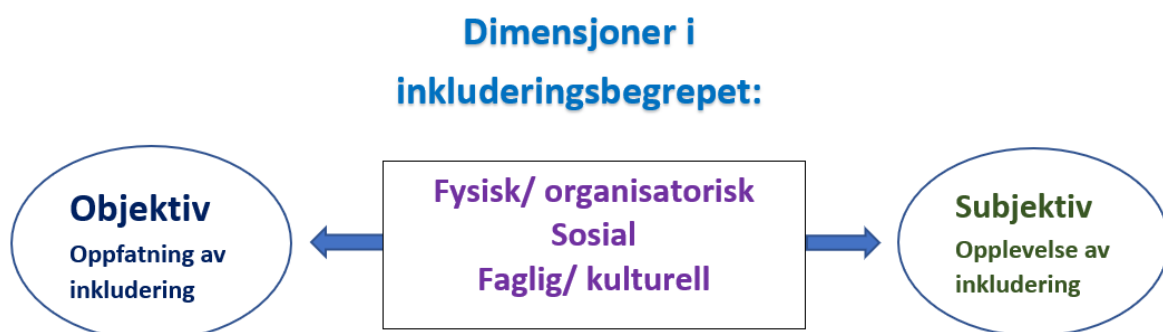 Dimensjoner i
inkluderingsbegrepet:
Objektiv
Oppfatning av
inkludering
Fysisk/ organisatorisk
Sosial
Faglig/ kulturell
Subjektiv
Opplevelse av
inkludering